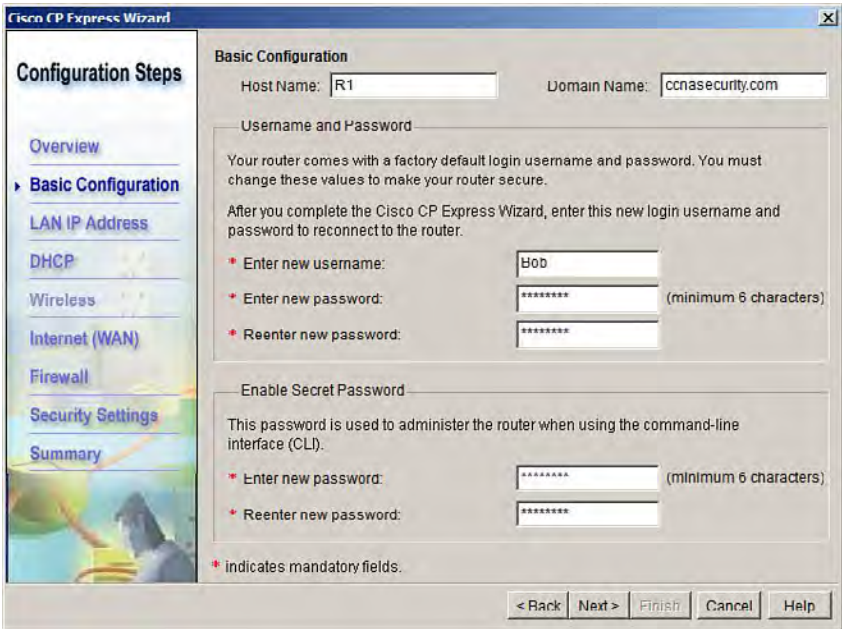 Cisco CP Express Wizard
Configuration Steps
Overview
Basic Configuration
LAN IP Address
DHCP
Wireless
Internet (WAN)
Firewall
Security Settings
Summary
Basic Configuration
Host Name: R1 Domain Name: ccnasecurity.com
Username and Password
Your router comes with a factory default login username and password. You must
change these values to make your router secure.
After you complete the Cisco CP Express Wizard, enter this new login username and
password to reconnect to the router.
* Enter new username: Bob
* Enter new password: ******** (minimum 6 characters)
* Reenter new password: ********
Enable Secret Password
This password is used to administer the router when using the command-line
interface (CLI).
* Enter new password: ******** (minimum 6 characters)
* Reenter new password: ********
* indicates mandatory fields.
< Back Next > Finish Cancel Help